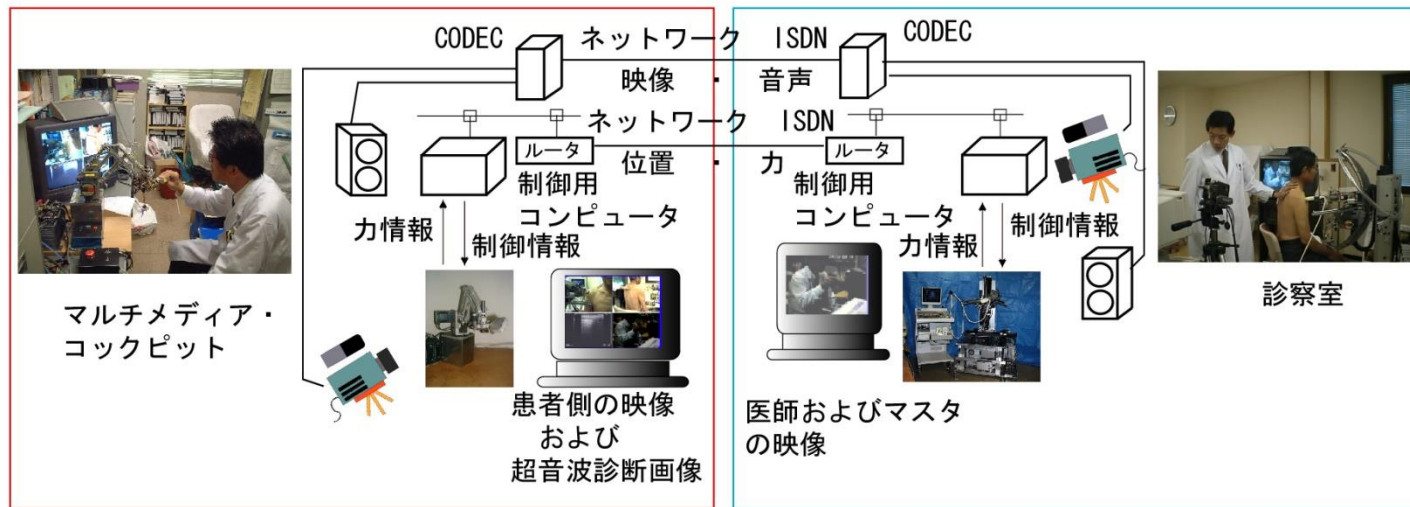 CODEC
ネットワーク ISDN
CODEC
映像 ・ 音声
ネットワーク ISDN
ルータ
位置 ・ 力
ルータ
制御用
コンピュータ
制御用
コンピュータ
力情報
制御情報
力情報
制御情報
マルチメディア・
コックピット
診察室
患者側の映像
および
超音波診断画像
医師およびマスタ
の映像